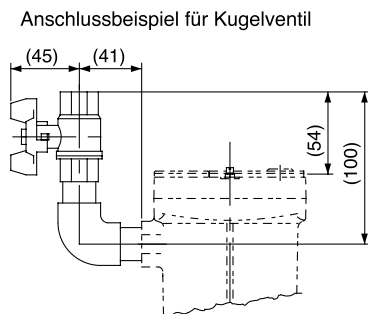 Anschlussbeispiel für Kugelventil
(45) (41)
(54)
(100)